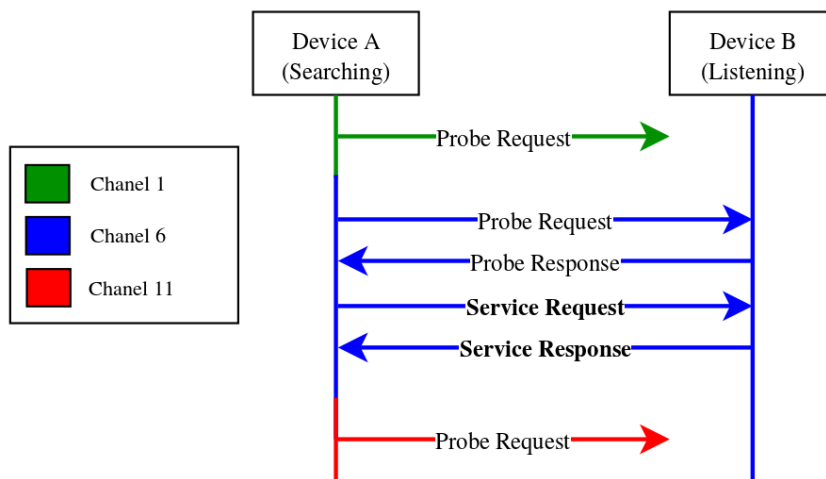 Device A
(Searching)
Device B
(Listening)
Probe Request
Chanel 1
Chanel 6
Chanel 11
Probe Request
Probe Response
Service Request
Service Response
Probe Request